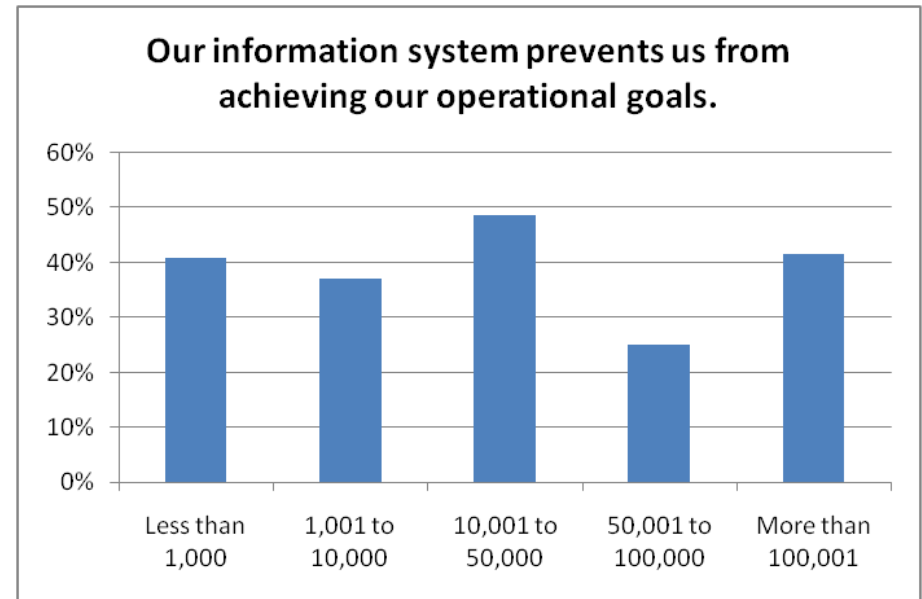 Our information system prevents us from
achieving our operational goals.
60%
50%
40%
30%
20%
10%
0%
Less than
1,000
1,001 to
10,000
10,001 to
50,000
50,001 to
100,000
More than
100,001